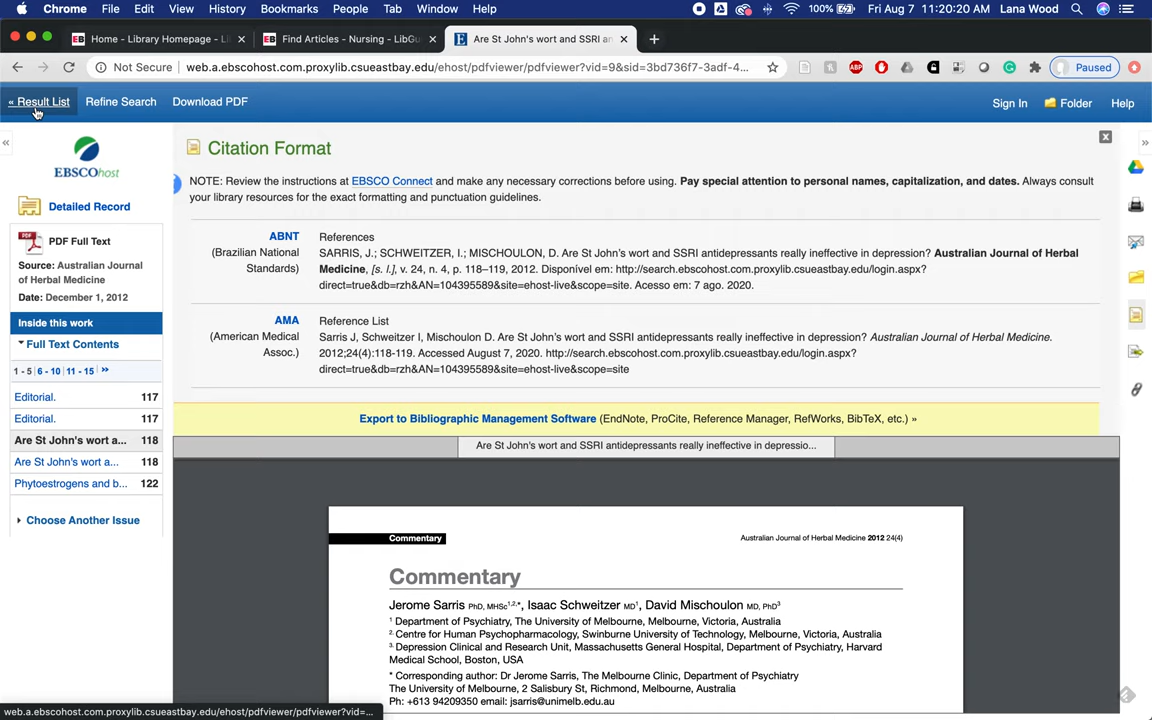 Chrome File Edit View History Bookmarks People Tab Window Help 100% Fri Aug 7 11:20:20 AM Lana Wood
EB Home - Library Homepage - Li EB Find Articles - Nursing - LibGu E Are St John's wort and SSRI an
Not Secure web.a.ebscohost.com.proxylib.csueastbay.edu/ehost/pdfviewer/pdfviewer?vid=9&sid=3bd736f7-3adf-4... ABP Paused
« Result List Refine Search Download PDF Sign In Folder Help
EBSCOhost
Detailed Record
PDF Full Text
Source: Australian Journal
of Herbal Medicine
Date: December 1, 2012
Inside this work
Full Text Contents
1 - 5 6 - 10 11 - 15 »
Editorial. 117
Editorial. 117
Are St John's wort a... 118
Are St John's wort a... 118
Phytoestrogens and b... 122
Choose Another Issue
Citation Format
NOTE: Review the instructions at EBSCO Connect and make any necessary corrections before using. Pay special attention to personal names, capitalization, and dates. Always consult
your library resources for the exact formatting and punctuation guidelines.
ABNT
(Brazilian National
Standards)
References
SARRIS, J.; SCHWEITZER, I.; MISCHOULON, D. Are St John's wort and SSRI antidepressants really ineffective in depression? Australian Journal of Herbal
Medicine, [s. l.], v. 24, n. 4, p. 118–119, 2012. Disponível em: http://search.ebscohost.com.proxylib.csueastbay.edu/login.aspx?
direct=true&db=rzh&AN=104395589&site=ehost-live&scope=site. Acesso em: 7 ago. 2020.
AMA
(American Medical
Assoc.)
Reference List
Sarris J, Schweitzer I, Mischoulon D. Are St John's wort and SSRI antidepressants really ineffective in depression? Australian Journal of Herbal Medicine.
2012;24(4):118-119. Accessed August 7, 2020. http://search.ebscohost.com.proxylib.csueastbay.edu/login.aspx?
direct=true&db=rzh&AN=104395589&site=ehost-live&scope=site
Export to Bibliographic Management Software (EndNote, ProCite, Reference Manager, RefWorks, BibTeX, etc.) »
Are St John's wort and SSRI antidepressants really ineffective in depressio...
Commentary Australian Journal of Herbal Medicine 2012 24(4)
Commentary
Jerome Sarris PhD, MHSc1,2,*, Isaac Schweitzer MD1, David Mischoulon MD, PhD3
1 Department of Psychiatry, The University of Melbourne, Melbourne, Victoria, Australia
2. Centre for Human Psychopharmacology, Swinburne University of Technology, Melbourne, Victoria, Australia
3. Depression Clinical and Research Unit, Massachusetts General Hospital, Department of Psychiatry, Harvard
Medical School, Boston, USA
* Corresponding author: Dr Jerome Sarris, The Melbourne Clinic, Department of Psychiatry
The University of Melbourne, 2 Salisbury St, Richmond, Melbourne, Australia
Ph: +613 94209350 email: jsarris@unimelb.edu.au
web.a.ebscohost.com.proxylib.csueastbay.edu/ehost/pdfviewer/pdfviewer?vid=...